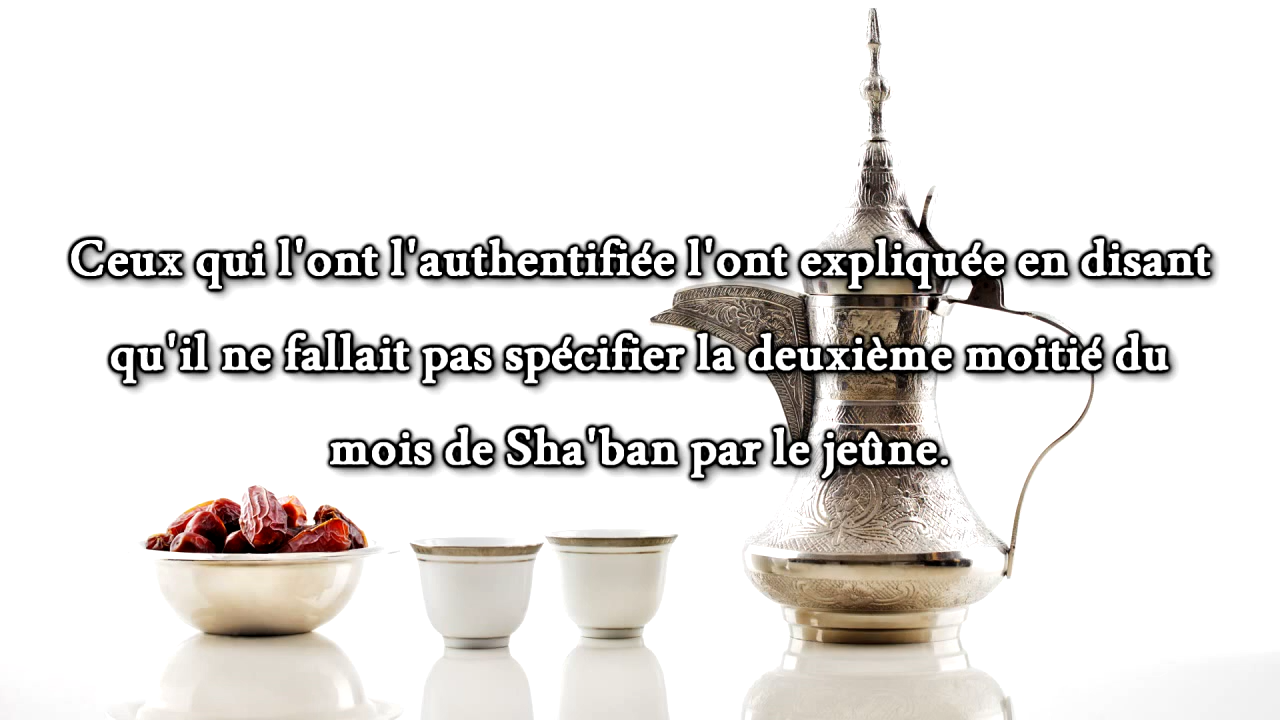 Ceux qui l'ont l'authentifiée l'ont expliquée en disant
qu'il ne fallait pas spécifier la deuxième moitié du
mois de Sha'ban par le jeûne.